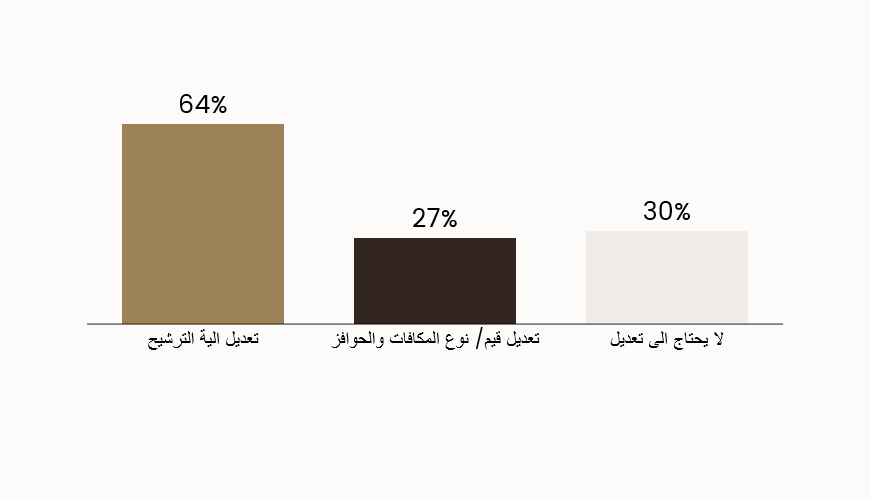 64%
27%
30%
تعديل الية الترشيح
تعديل قيم/ نوع المكافات والحوافز
لا يحتاج الى تعديل